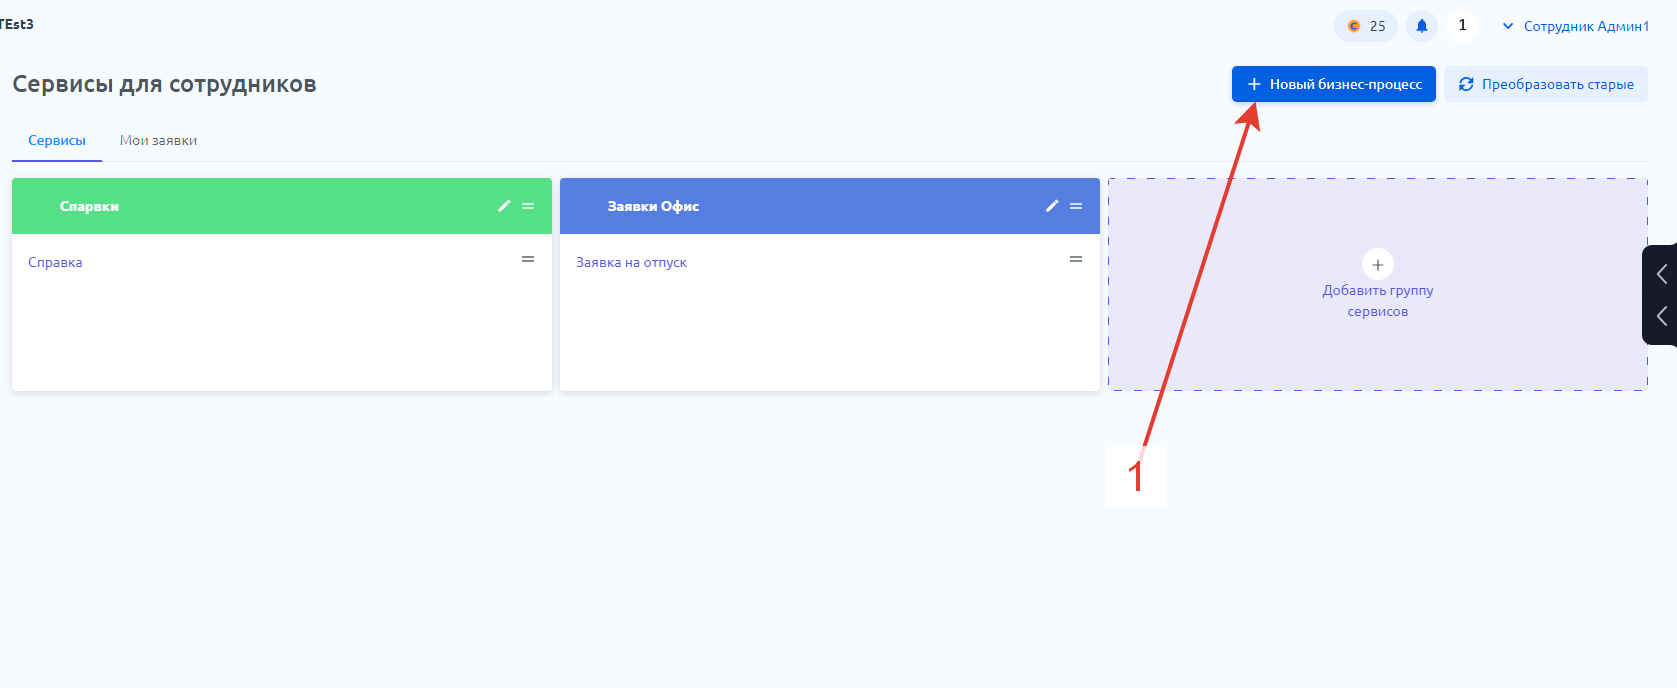 TEst3
25
1
Сотрудник Админ1
Сервисы для сотрудников
Новый бизнес-процесс
Преобразовать старые
Сервисы
Мои заявки
Спарвки
Заявки Офис
Справка
Заявка на отпуск
Добавить группу
сервисов
1